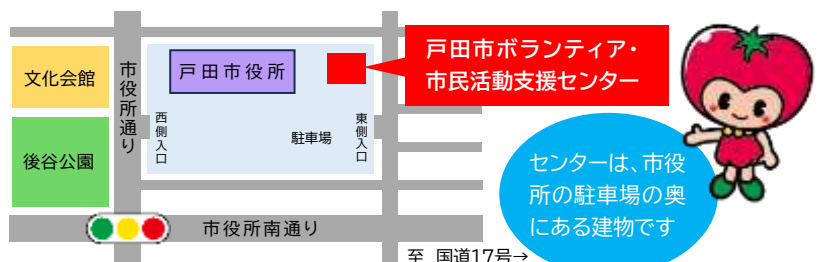 文化会館
後谷公園
市役所通り
戸田市役所
西側入口
駐車場
東側入口
戸田市ボランティア・
市民活動支援センター
センターは、市役
所の駐車場の奥
にある建物です
市役所南通り
至 国道17号→